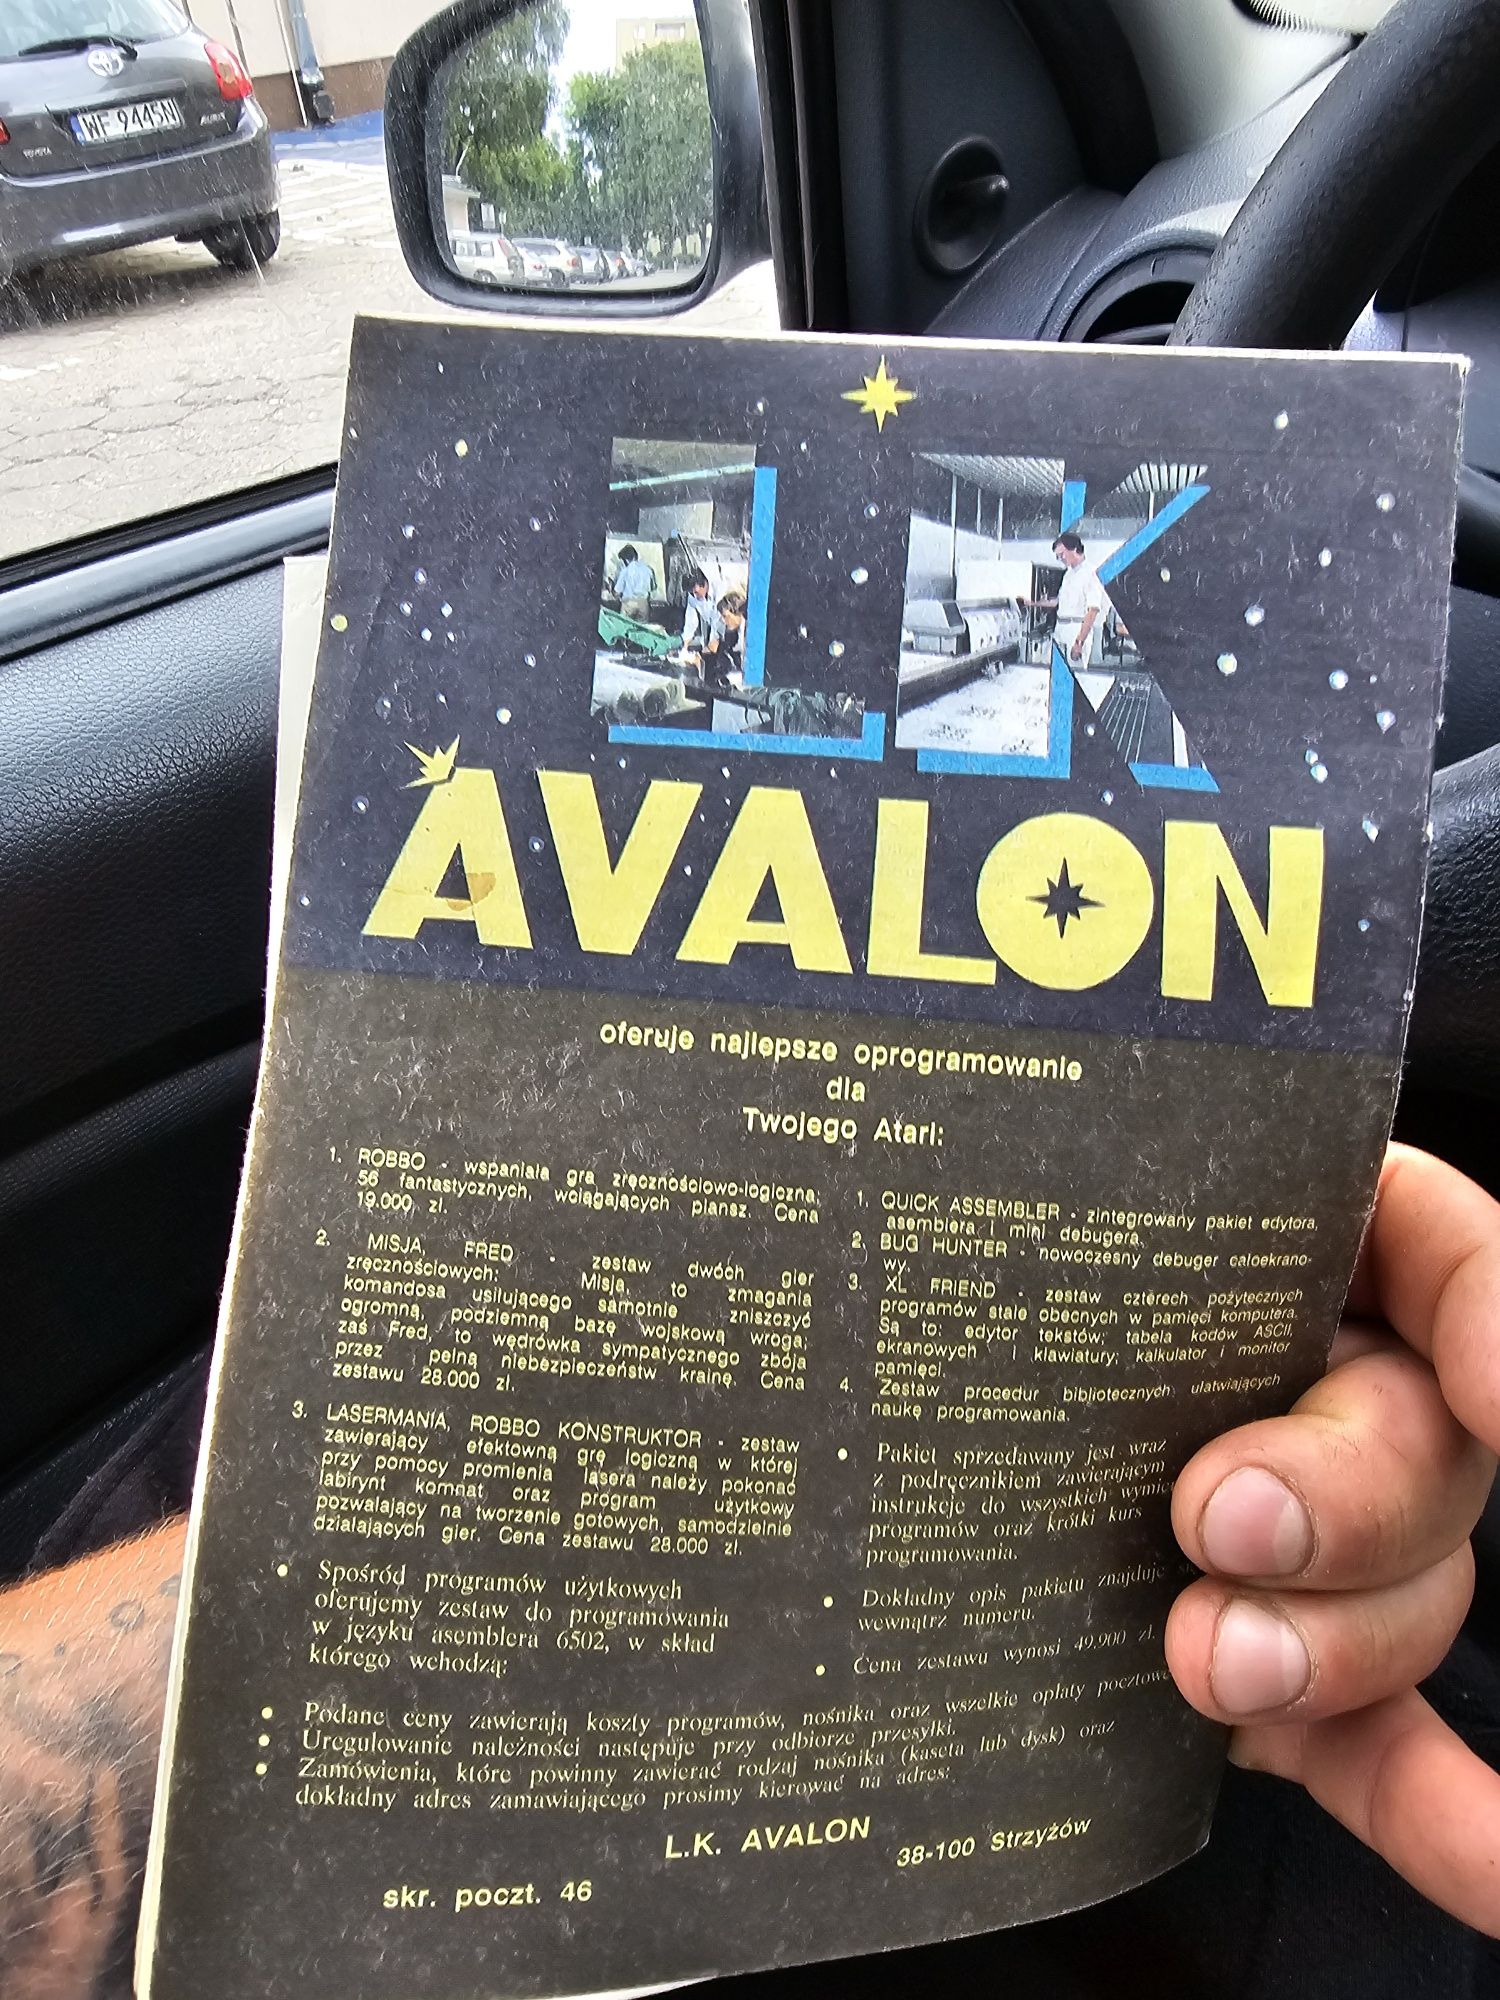 WF 9445N
TOYOTA
LK
AVALON
oferuje najlepsze oprogramowanie
dla
Twojego Atari:
1. ROBBO - wspaniała gra zręcznościowo-logiczna;
56 fantastycznych, wciągających plansz. Cena
19.000 zł.
2. MISJA, FRED - zestaw dwóch gier
zręcznościowych: Misja, to zmagania
komandosa usiłującego samotnie zniszczyć
ogromną, podziemną bazę wojskową wroga;
zaś Fred, to wędrówka sympatycznego zbója
przez pełną niebezpieczeństw krainę. Cena
zestawu 28.000 zł.
3. LASERMANIA, ROBBO KONSTRUKTOR - zestaw
zawierający efektowną grę logiczną w której
przy pomocy promienia lasera należy pokonać
labirynt komnat oraz program użytkowy
pozwalający na tworzenie gotowych, samodzielnie
działających gier. Cena zestawu 28.000 zł.
• Spośród programów użytkowych
oferujemy zestaw do programowania
w języku asemblera 6502, w skład
którego wchodzą:
1. QUICK ASSEMBLER - zintegrowany pakiet edytora,
asemblera i mini debugera.
2. BUG HUNTER - nowoczesny debuger całoekrano-
wy.
3. XL FRIEND - zestaw czterech pożytecznych
programów stale obecnych w pamięci komputera.
Są to: edytor tekstów; tabela kodów ASCII,
ekranowych i klawiatury; kalkulator i monitor
pamięci.
4. Zestaw procedur bibliotecznych ułatwiających
naukę programowania.
• Pakiet sprzedawany jest wraz
z podręcznikiem zawierającym
instrukcje do wszystkich
programów oraz krótki kurs
programowania.
• Dokładny opis pakietu znajduje
wewnątrz numeru.
• Cena zestawu wynosi 49.900 zł.
• Podane ceny zawierają koszty programów, nośnika oraz wszelkie opłaty pocztowe
• Uregulowanie należności następuje przy odbiorze przesyłki.
• Zamówienia, które powinny zawierać rodzaj nośnika (kaseta lub dysk) oraz
dokładny adres zamawiającego prosimy kierować na adres:
L.K. AVALON
skr. poczt. 46
38-100 Strzyżów